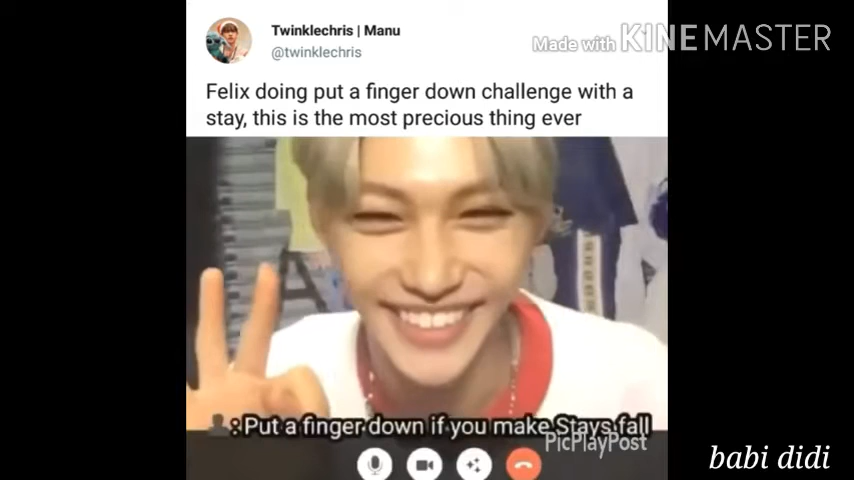 Twinklechris | Manu
@twinklechris
Made with KINEMASTER
Felix doing put a finger down challenge with a
stay, this is the most precious thing ever
:Put a finger down if you make Stays fall
PicPlayPost
babi didi